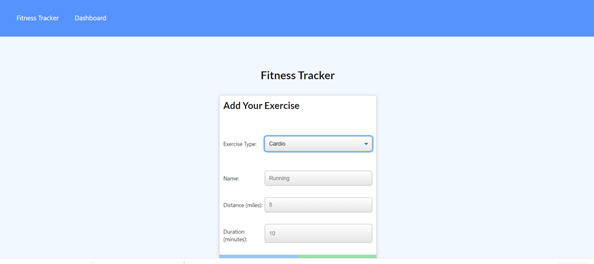 Fitness Tracker Dashboard
Fitness Tracker
Add Your Exercise
Exercise Type: Cardio
Name: Running
Distance (miles): 5
Duration (minutes): 10